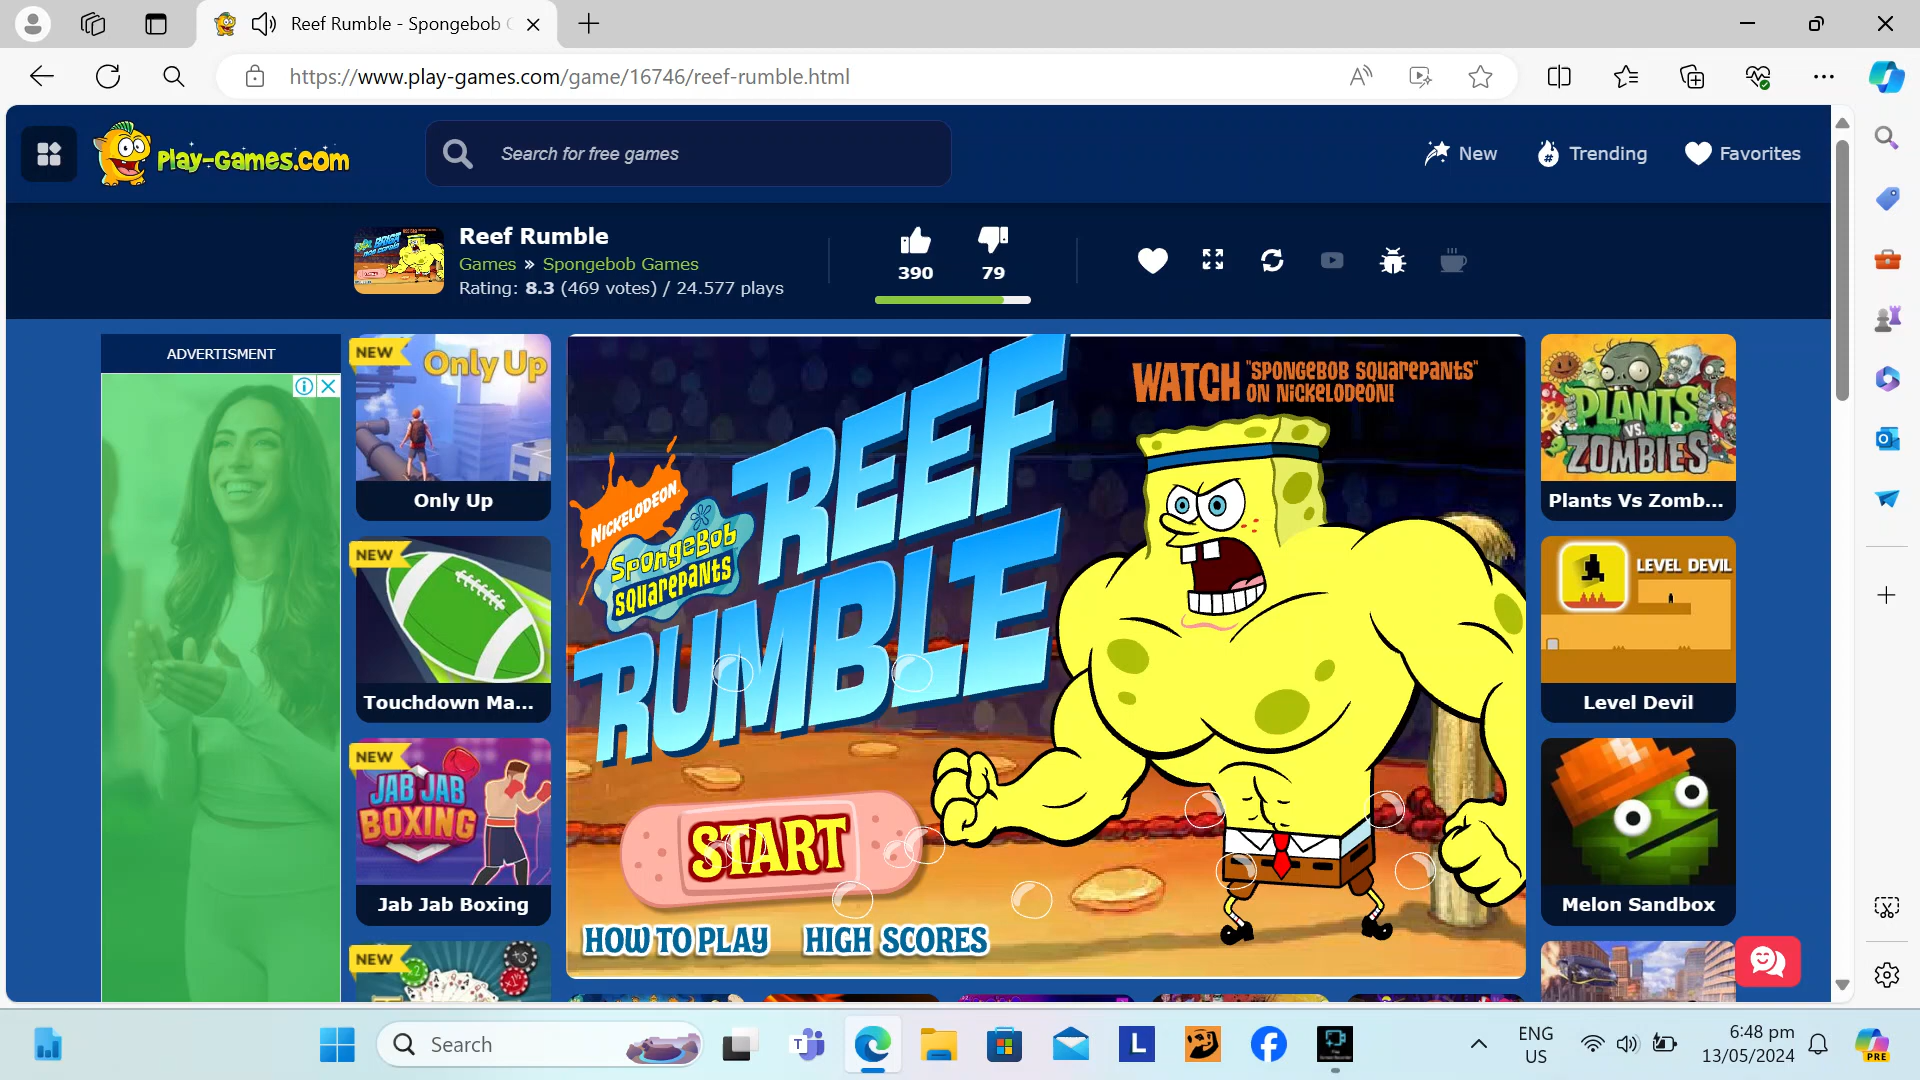 Reef Rumble - Spongebob
https://www.play-games.com/game/16746/reef-rumble.html
PLAY-GAMES.COM
Search for free games
New
Trending
Favorites
Reef Rumble
Games » Spongebob Games
Rating: 8.3 (469 votes) / 24.577 plays
390
79
ADVERTISMENT
NEW
Only Up
Only Up
NEW
Touchdown Ma...
NEW
JAB JAB
BOXING
Jab Jab Boxing
NEW
WATCH "SPONGEBOB SQUAREPANTS"
ON NICKELODEON!
NICKELODEON
SPONGEBOB
SQUAREPANTS
REEF
RUMBLE
START
HOW TO PLAY
HIGH SCORES
PLANTS
VS.
ZOMBIES
Plants Vs Zomb...
LEVEL DEVIL
Level Devil
Melon Sandbox
Search
ENG
US
6:48 pm
13/05/2024
PRE